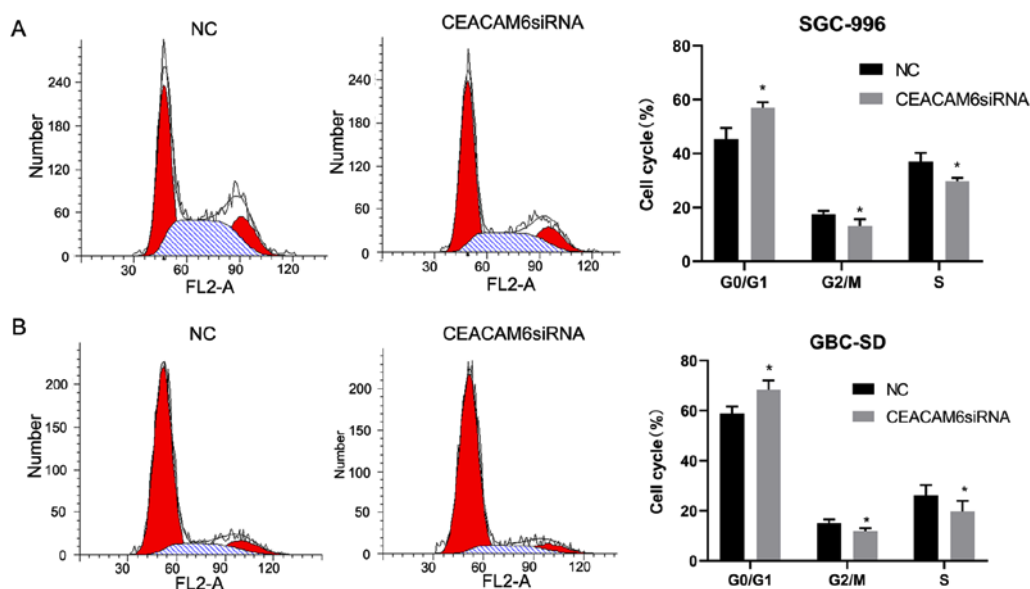 A
NC
CEACAM6siRNA
SGC-996
Number
240
180
120
60
0
30
60
90
120
FL2-A
Number
240
180
120
60
0
30
60
90
120
FL2-A
Cell cycle (%)
80
60
40
20
0
NC
CEACAM6siRNA
*
*
*
G0/G1
G2/M
S
B
NC
CEACAM6siRNA
GBC-SD
Number
200
150
100
50
0
30
60
90
120
FL2-A
Number
200
150
100
50
0
30
60
90
120
FL2-A
Cell cycle (%)
80
60
40
20
0
NC
CEACAM6siRNA
*
*
*
G0/G1
G2/M
S